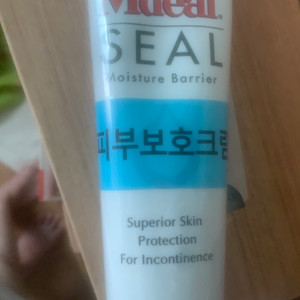 SEAL
Moisture Barrier
피부보호크림
Superior Skin
Protection
For Incontinence